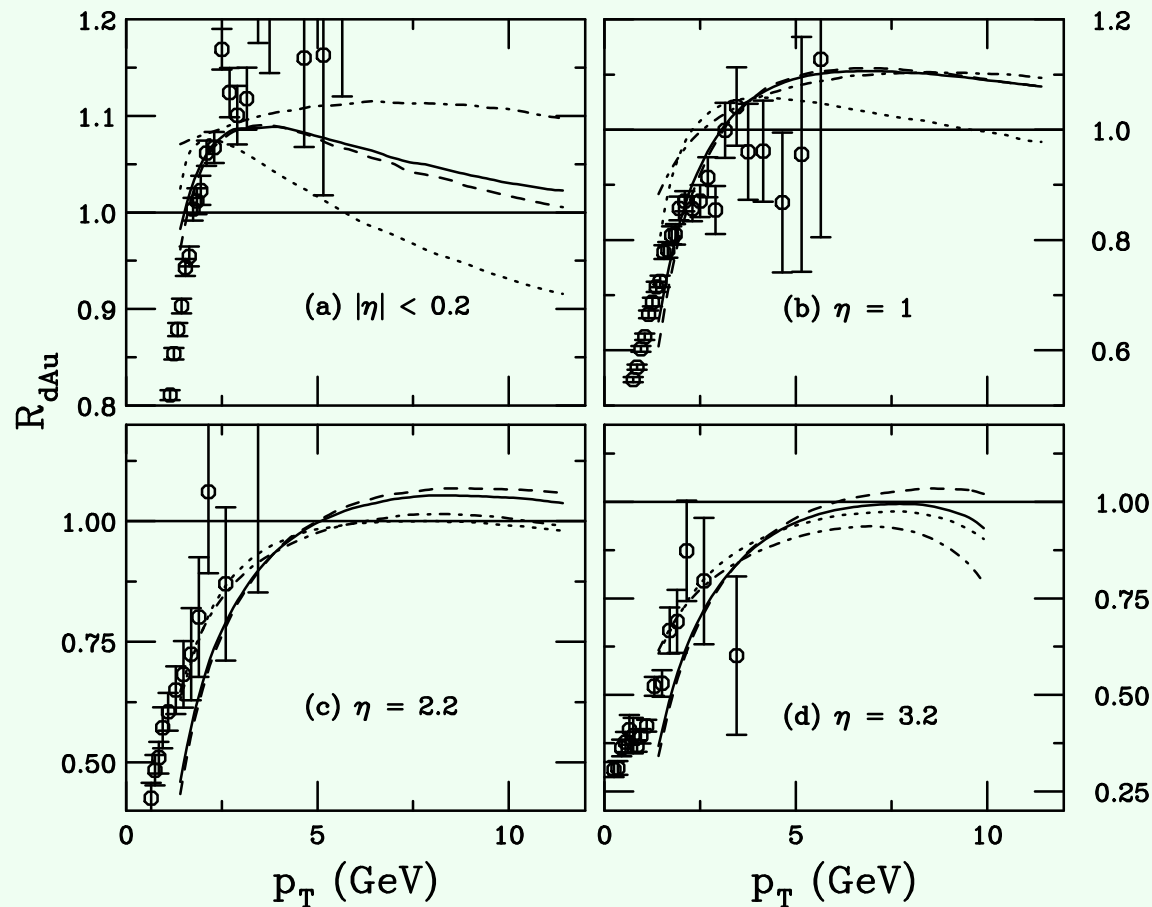 1.2
1.1
1.0
0.9
0.8
(a) |η| < 0.2
1.2
1.0
0.8
0.6
(b) η = 1
R_dAu
1.00
0.75
0.50
(c) η = 2.2
1.00
0.75
0.50
0.25
(d) η = 3.2
0 5 10
0 5 10
p_T (GeV)
p_T (GeV)